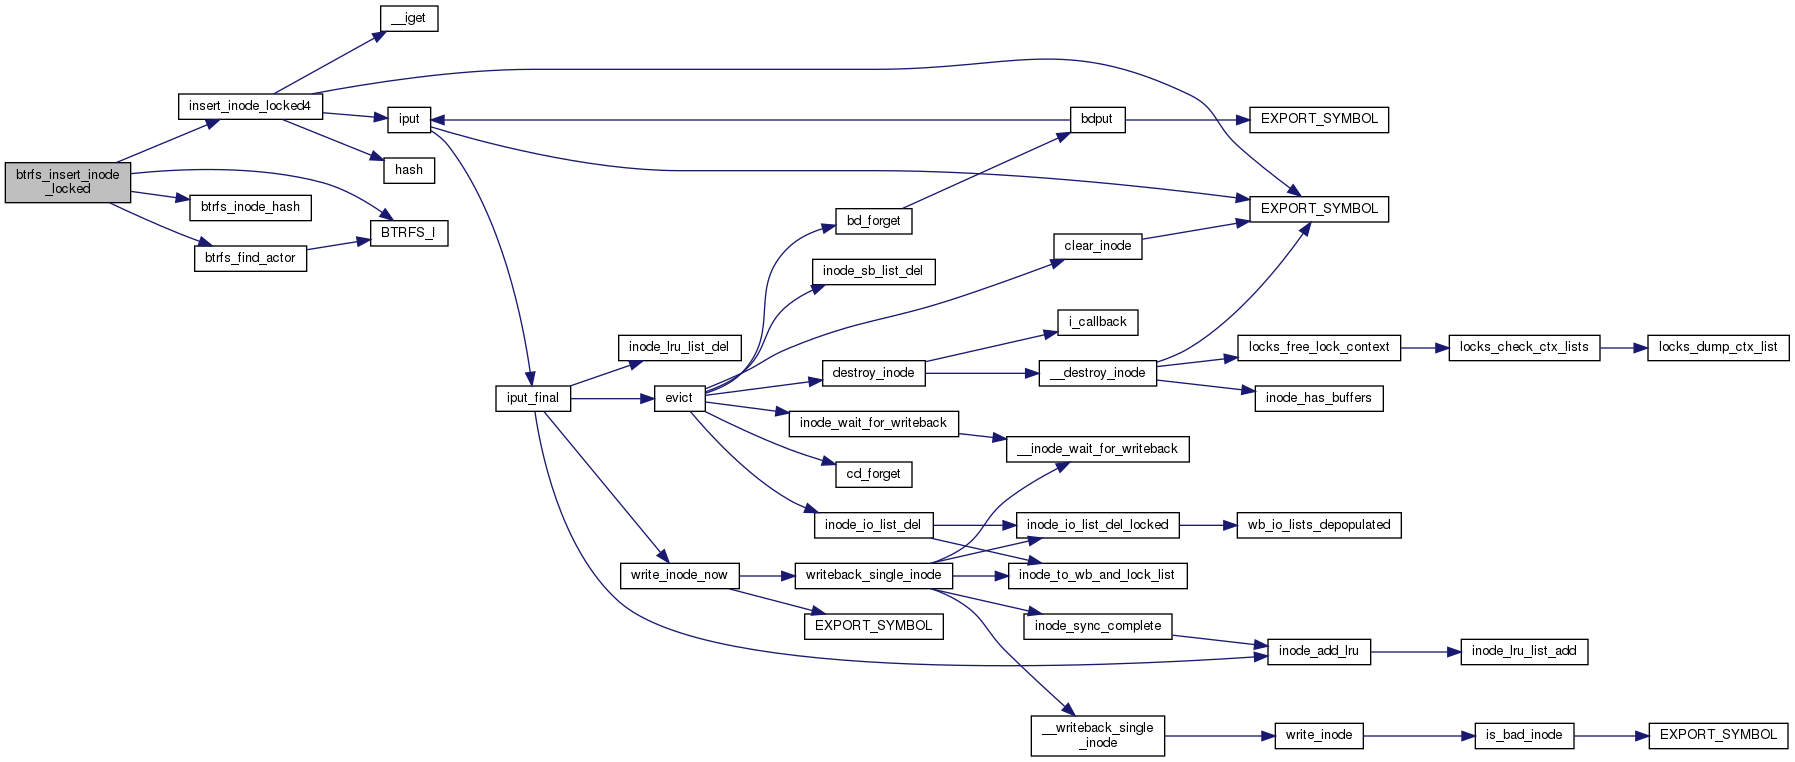 __iget
insert_inode_locked4
iput
bdput
EXPORT_SYMBOL
hash
btrfs_insert_inode
_locked
btrfs_inode_hash
BTRFS_I
btrfs_find_actor
bd_forget
EXPORT_SYMBOL
clear_inode
inode_sb_list_del
i_callback
inode_lru_list_del
locks_free_lock_context
locks_check_ctx_lists
locks_dump_ctx_list
destroy_inode
__destroy_inode
iput_final
evict
inode_has_buffers
inode_wait_for_writeback
__inode_wait_for_writeback
cd_forget
inode_io_list_del
inode_io_list_del_locked
wb_io_lists_depopulated
write_inode_now
writeback_single_inode
inode_to_wb_and_lock_list
EXPORT_SYMBOL
inode_sync_complete
inode_add_lru
inode_lru_list_add
__writeback_single
_inode
write_inode
is_bad_inode
EXPORT_SYMBOL